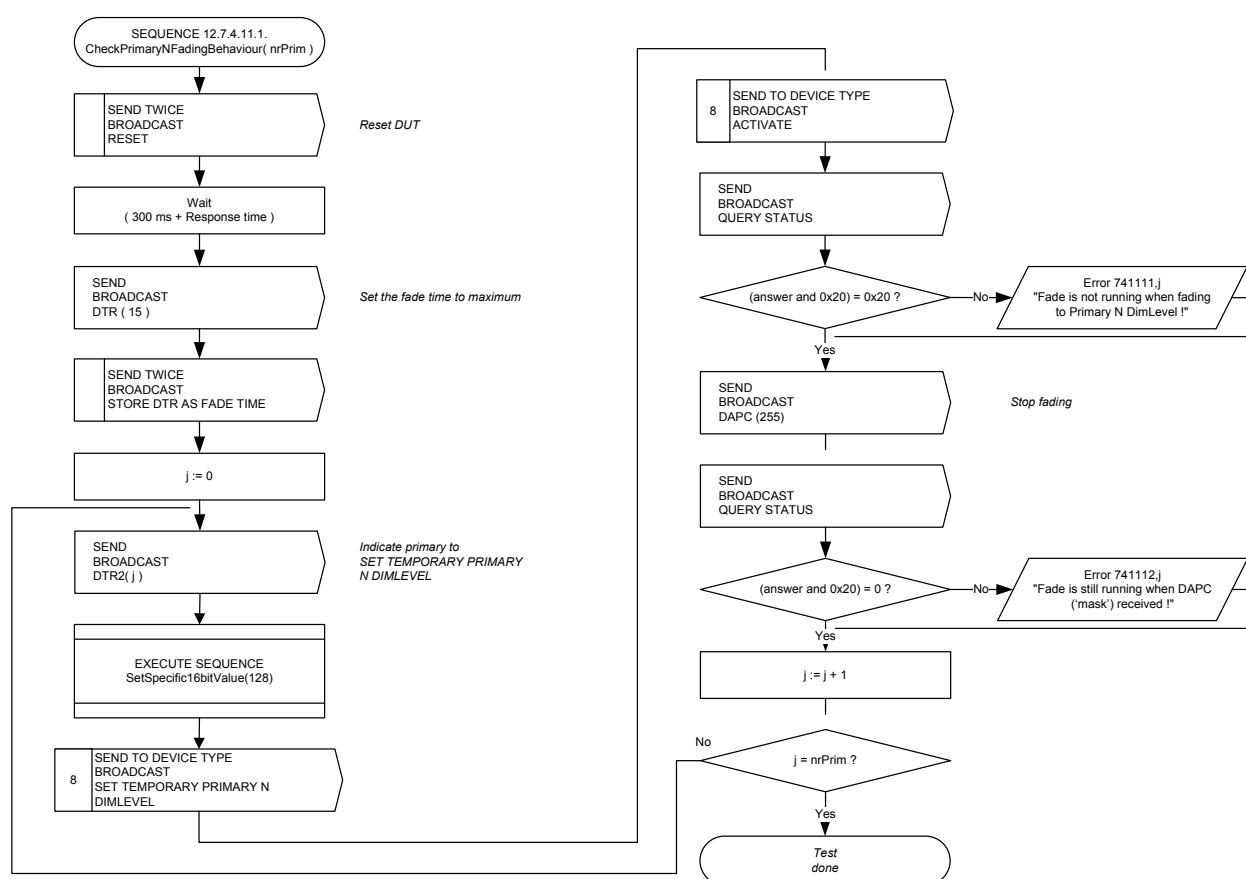 SEQUENCE 12.7.4.11.1.
CheckPrimaryNFadingBehaviour( nrPrim )
SEND TWICE
BROADCAST
RESET
Reset DUT
Wait
( 300 ms + Response time )
SEND
BROADCAST
DTR ( 15 )
Set the fade time to maximum
SEND TWICE
BROADCAST
STORE DTR AS FADE TIME
j := 0
SEND
BROADCAST
DTR2( j )
Indicate primary to
SET TEMPORARY PRIMARY
N DIMLEVEL
EXECUTE SEQUENCE
SetSpecific16bitValue(128)
8
SEND TO DEVICE TYPE
BROADCAST
SET TEMPORARY PRIMARY N
DIMLEVEL
8
SEND TO DEVICE TYPE
BROADCAST
ACTIVATE
SEND
BROADCAST
QUERY STATUS
(answer and 0x20) = 0x20 ?
No
Error 741111,j
"Fade is not running when fading
to Primary N DimLevel !"
Yes
SEND
BROADCAST
DAPC (255)
Stop fading
SEND
BROADCAST
QUERY STATUS
(answer and 0x20) = 0 ?
No
Error 741112,j
"Fade is still running when DAPC
(‘mask’) received !"
Yes
j := j + 1
No
j = nrPrim ?
Yes
Test
done